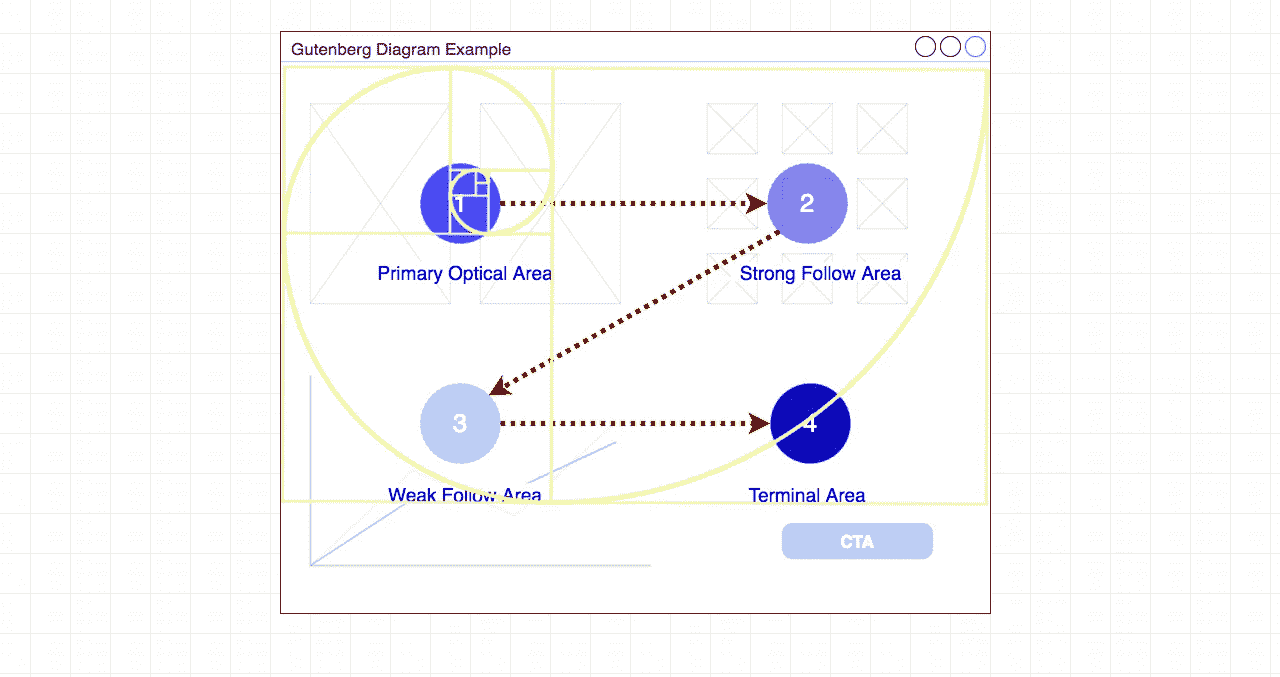 Gutenberg Diagram Example
1
2
Primary Optical Area
Strong Follow Area
3
4
Weak Follow Area
Terminal Area
CTA